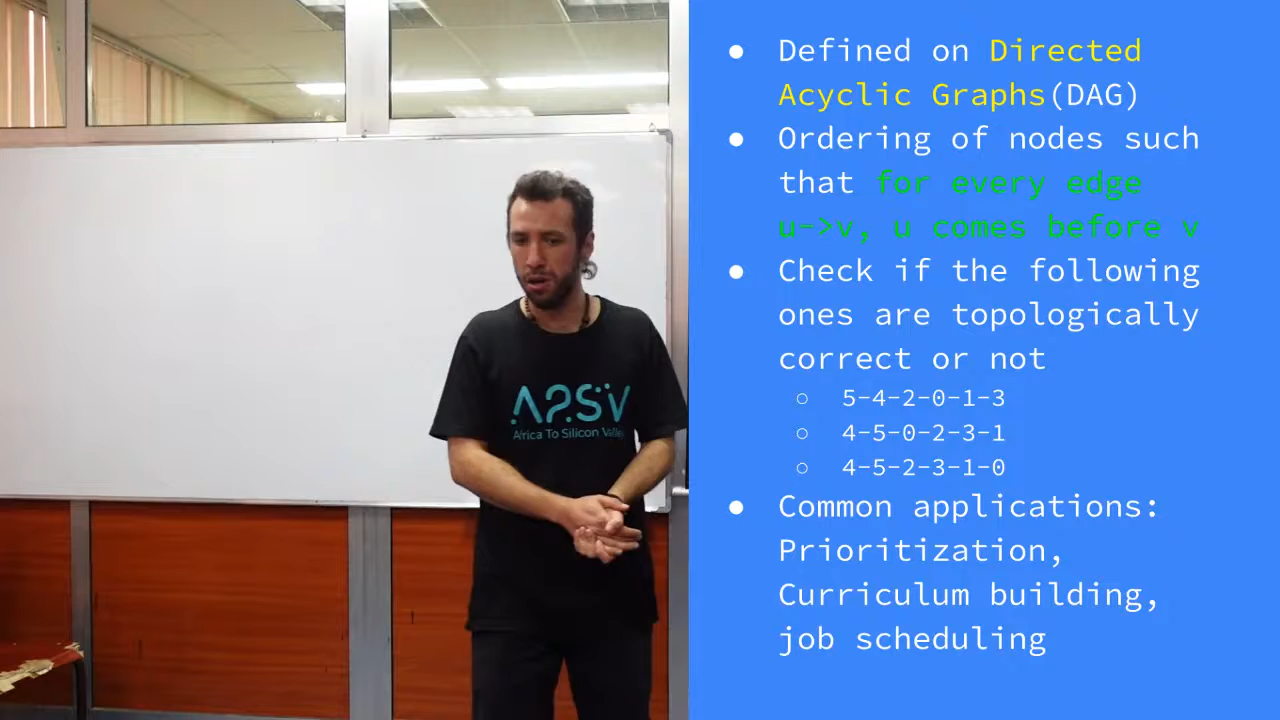 A2SV
Africa To Silicon Valley
● Defined on Directed
Acyclic Graphs(DAG)
● Ordering of nodes such
that for every edge
u->v, u comes before v
● Check if the following
ones are topologically
correct or not
○ 5-4-2-0-1-3
○ 4-5-0-2-3-1
○ 4-5-2-3-1-0
● Common applications:
Prioritization,
Curriculum building,
job scheduling